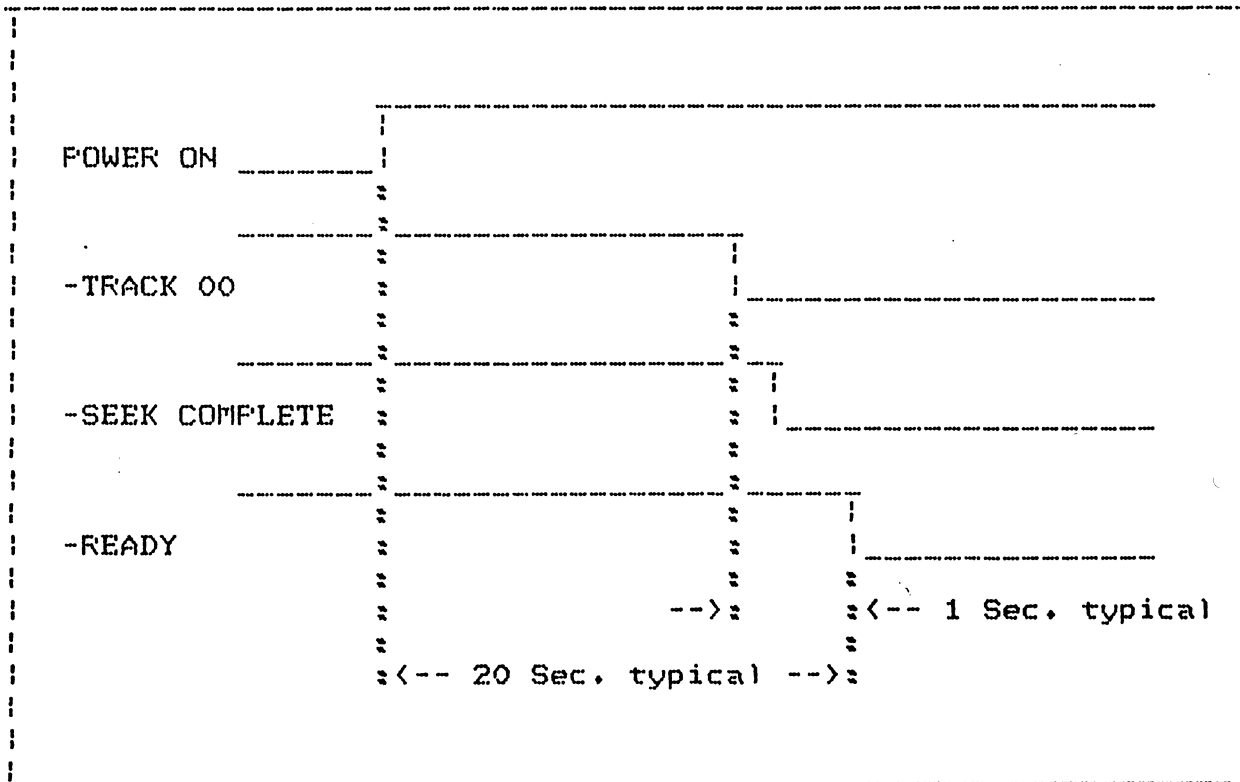 POWER ON
-TRACK 00
-SEEK COMPLETE
-READY
-->:     :<-- 1 Sec. typical
:<-- 20 Sec. typical -->: